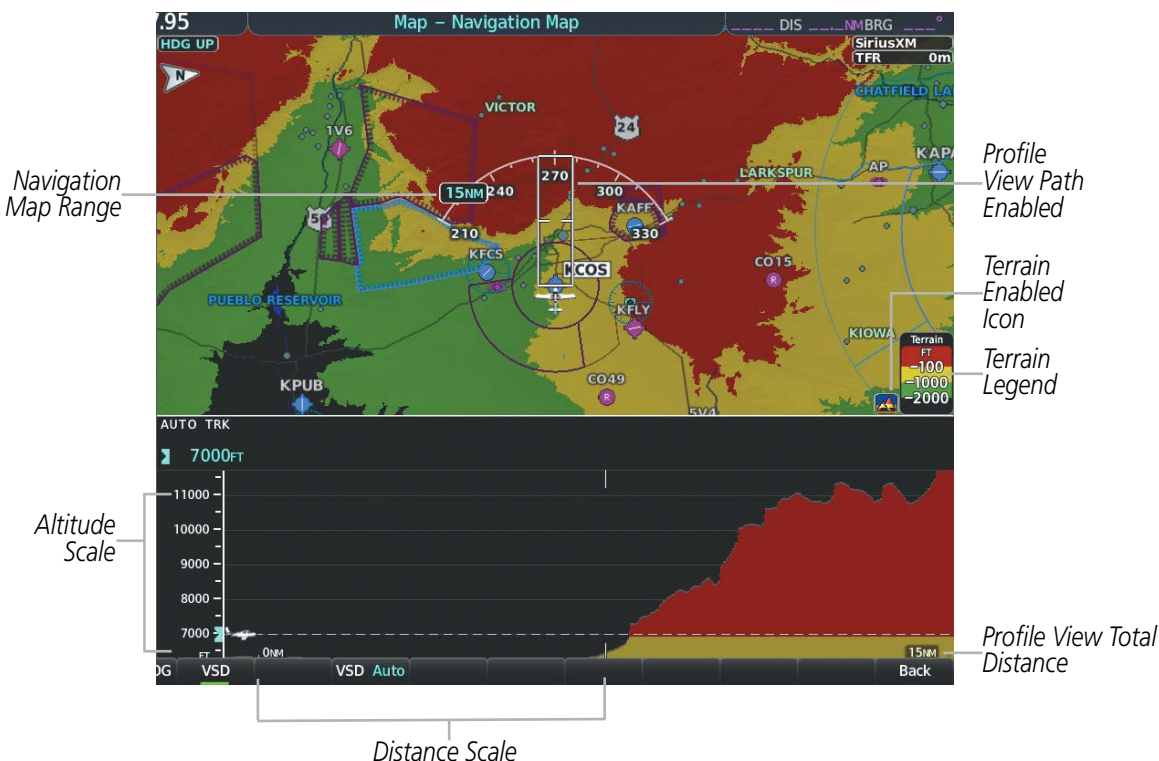 .95
Map – Navigation Map
DIS
NM
BRG
°
HDG UP
SiriusXM
TFR 0m
N
VICTOR
24
CHATFIELD LA
1V6
KAPA
AP
LARKSPUR
270
15NM
240
300
50
KAFF
210
330
KFCS
KCOS
CO15
PUEBLO RESERVOIR
KFLY
KIOWA
Terrain
FT
-100
-1000
-2000
KPUB
CO49
5V4
Navigation
Map Range
Profile
View Path
Enabled
Terrain
Enabled
Icon
Terrain
Legend
AUTO TRK
7000FT
11000
10000
9000
8000
7000
FT
0NM
15NM
Altitude
Scale
Profile View Total
Distance
DG
VSD
VSD Auto
Back
Distance Scale